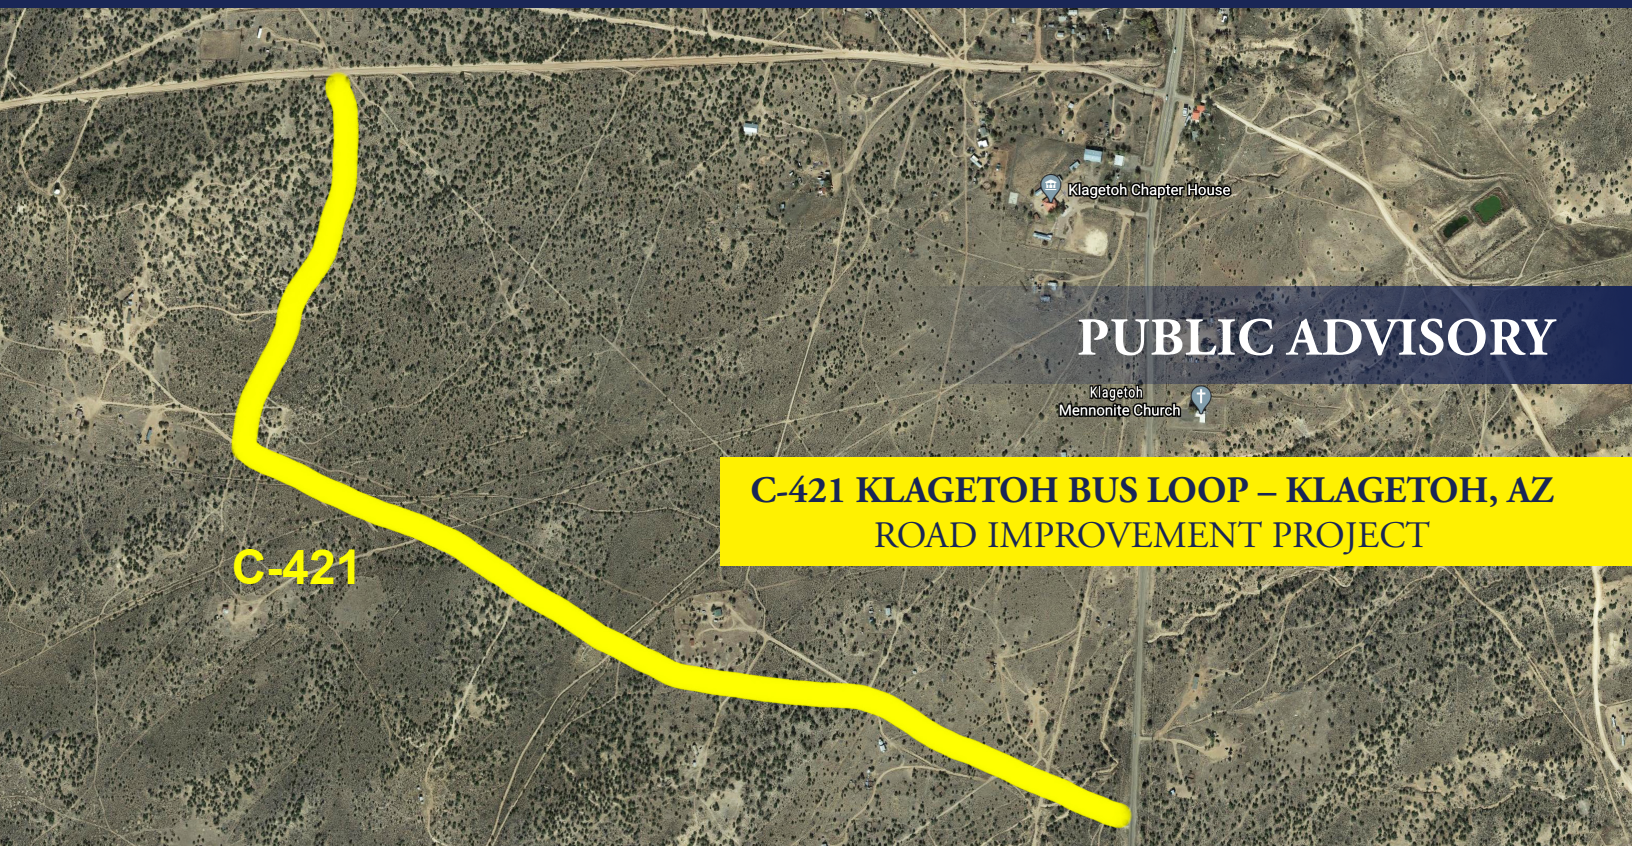 Klagetoh Chapter House
PUBLIC ADVISORY
Klagetoh
Mennonite Church
C-421 KLAGETOH BUS LOOP – KLAGETOH, AZ
ROAD IMPROVEMENT PROJECT
C-421